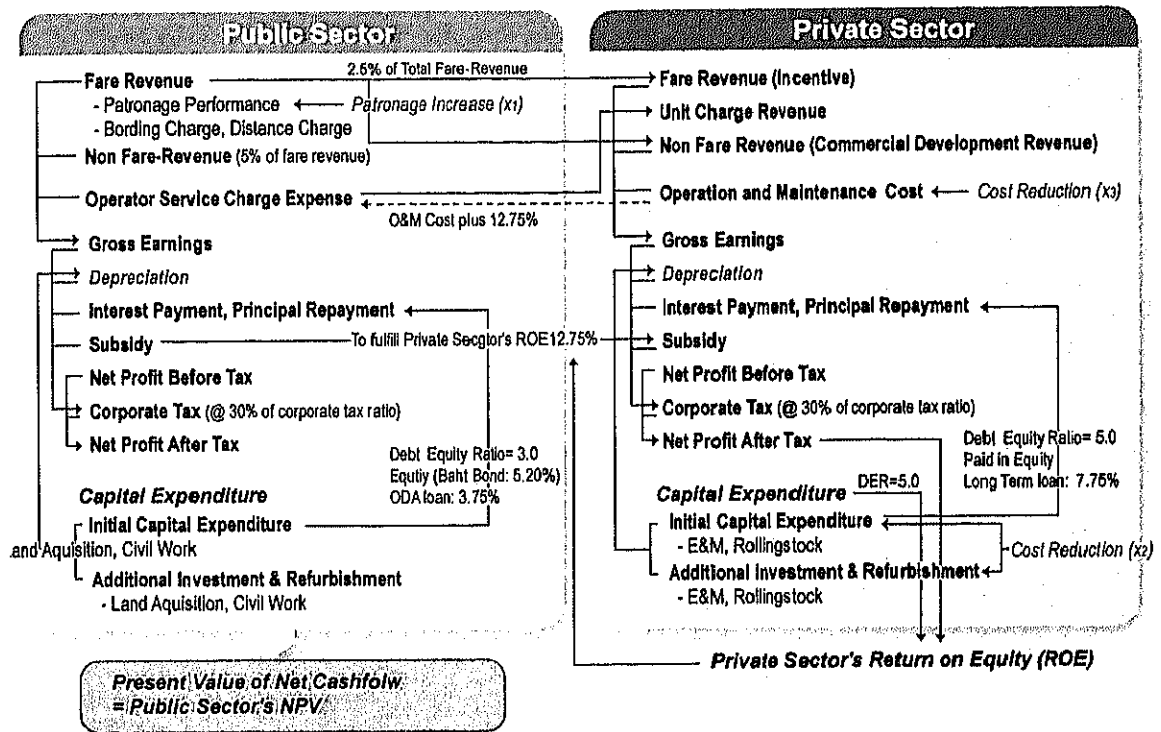 Public Sector
Fare Revenue
2.5% of Total Fare-Revenue
- Patronage Performance
Patronage Increase (x1)
- Bording Charge, Distance Charge
Non Fare-Revenue (5% of fare revenue)
Operator Service Charge Expense
O&M Cost plus 12.75%
Gross Earnings
Depreciation
Interest Payment, Principal Repayment
Subsidy
To fulfill Private Secgtor's ROE12.75%
Net Profit Before Tax
Corporate Tax (@ 30% of corporate tax ratio)
Net Profit After Tax
Debt Equity Ratio= 3.0
Equtiy (Baht Bond: 5.20%)
ODA loan: 3.75%
Capital Expenditure
Initial Capital Expenditure
and Aquisition, Civil Work
Additional Investment & Refurbishment
- Land Aquisition, Civil Work
Present Value of Net Cashfolw
= Public Sector's NPV
Private Sector
Fare Revenue (Incentive)
Unit Charge Revenue
Non Fare Revenue (Commercial Development Revenue)
Operation and Maintenance Cost
Cost Reduction (x3)
Gross Earnings
Depreciation
Interest Payment, Principal Repayment
Subsidy
Net Profit Before Tax
Corporate Tax (@ 30% of corporate tax ratio)
Net Profit After Tax
Debt Equity Ratio= 5.0
Paid in Equity
Long Term loan: 7.75%
Capital Expenditure
DER=5.0
Initial Capital Expenditure
- E&M, Rollingstock
Cost Reduction (x2)
Additional Investment & Refurbishment
- E&M, Rollingstock
Private Sector's Return on Equity (ROE)